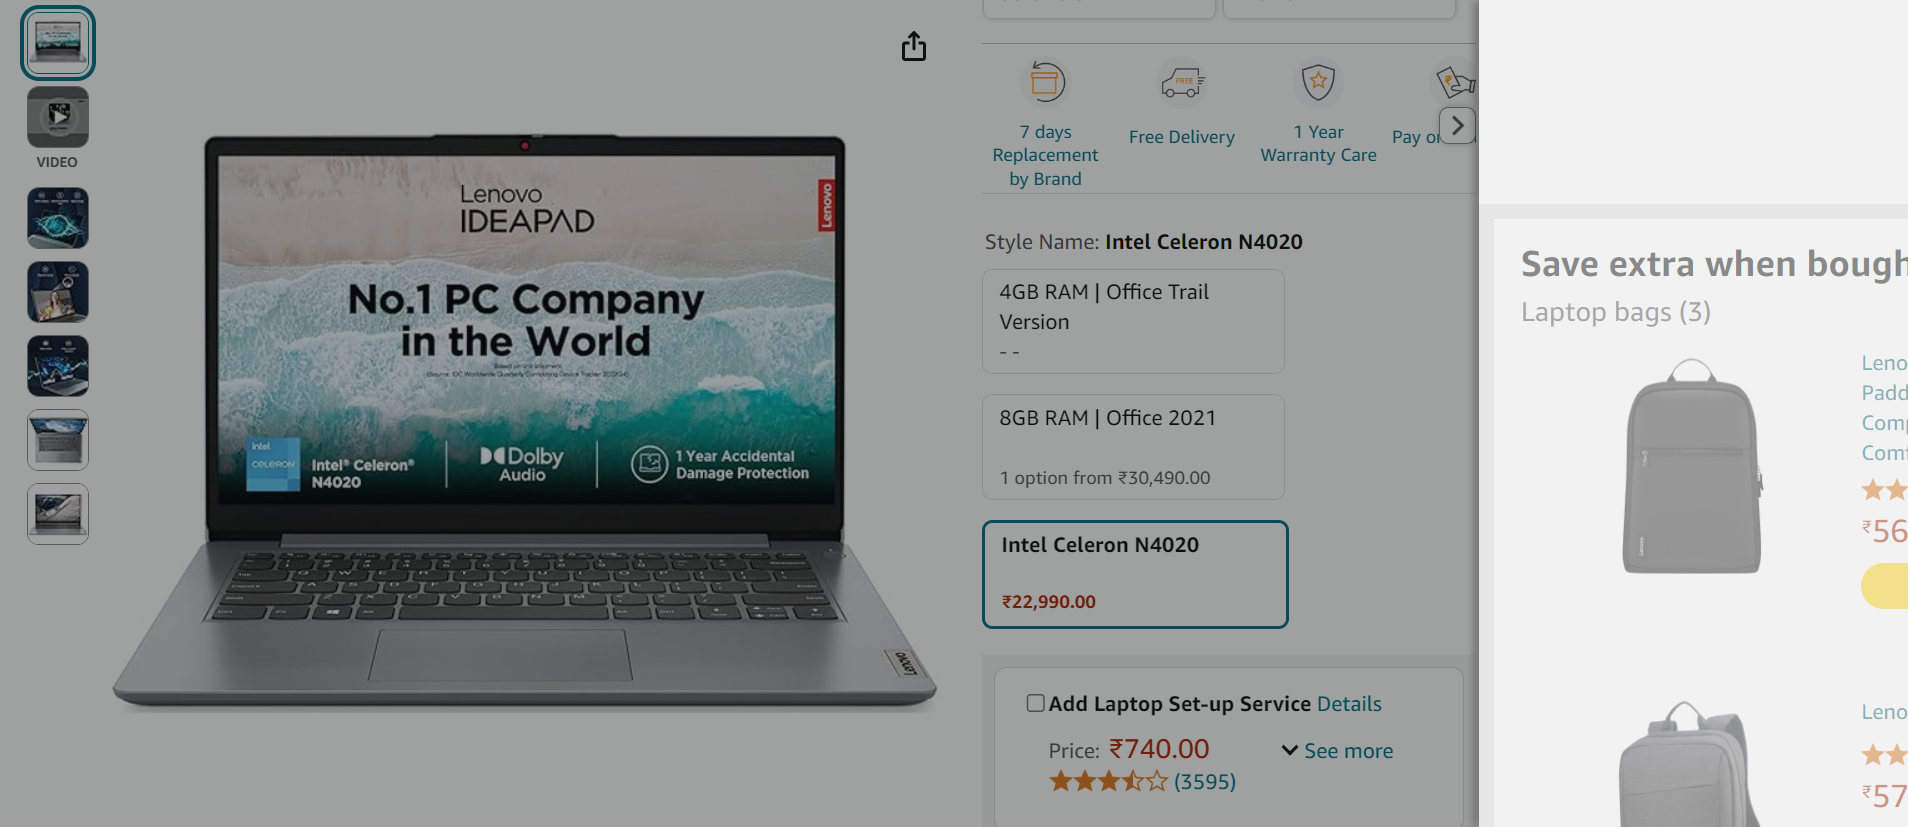 VIDEO
Lenovo
IDEAPAD
Lenovo
No.1 PC Company
in the World
intel
CELERON
Intel® Celeron®
N4020
Dolby
Audio
1 Year Accidental
Damage Protection
Lenovo
7 days
Replacement
by Brand
FREE
Free Delivery
1 Year
Warranty Care
Pay
Style Name: Intel Celeron N4020
4GB RAM | Office Trail
Version
- -
8GB RAM | Office 2021
1 option from ₹30,490.00
Intel Celeron N4020
₹22,990.00
Add Laptop Set-up Service Details
Price: ₹740.00
See more
(3595)
Save extra when bough
Laptop bags (3)
Leno
Padd
Com
Com
₹56
Leno
₹57